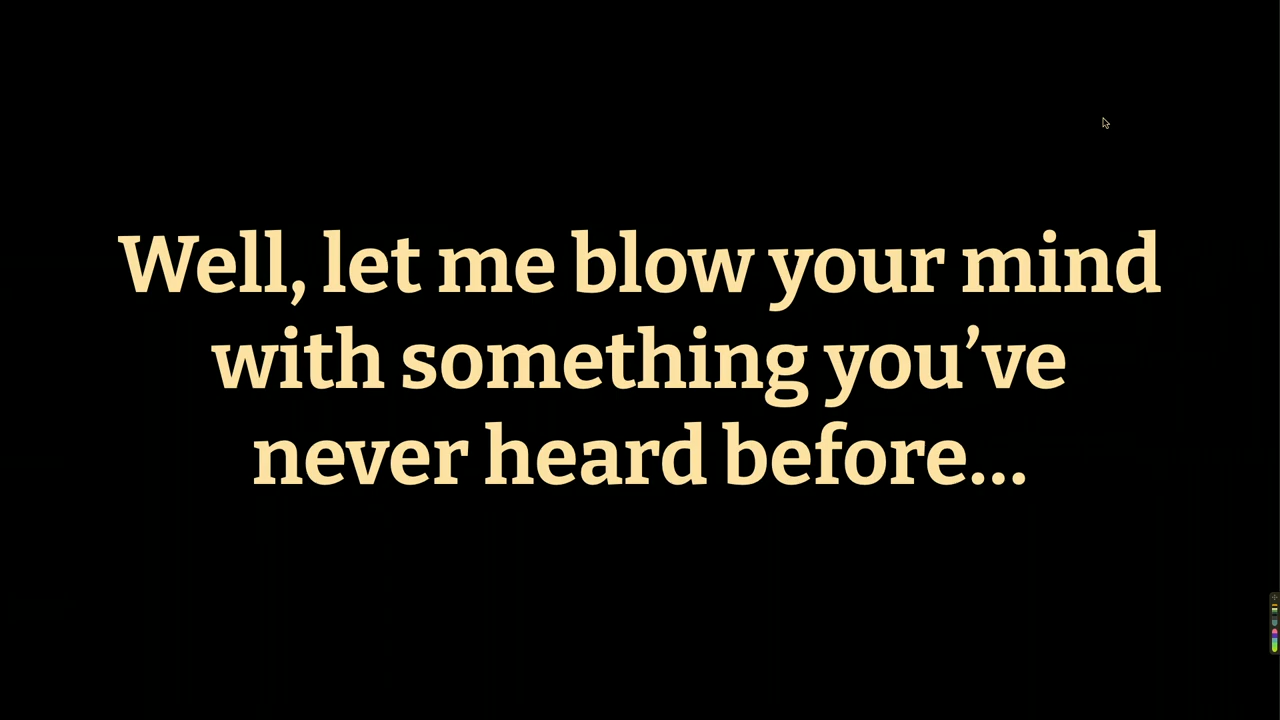 Well, let me blow your mind
with something you’ve
never heard before...